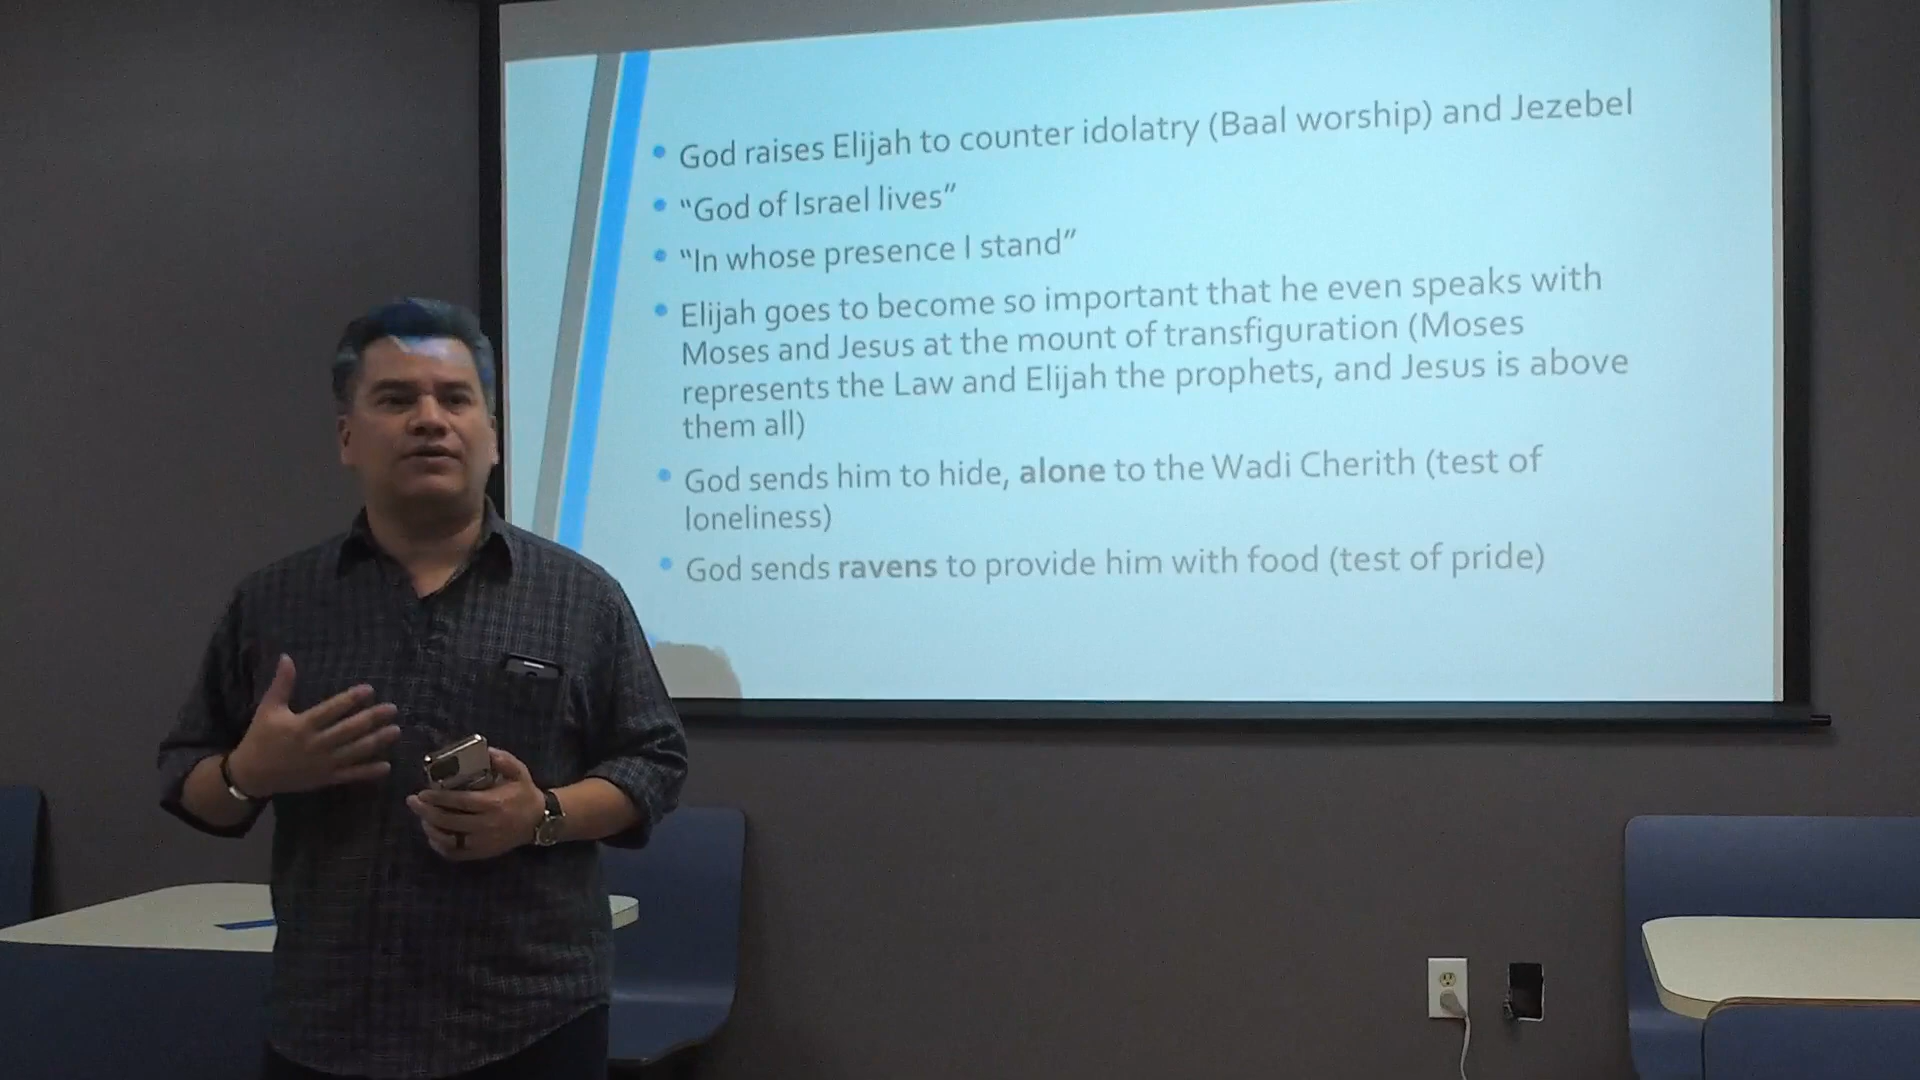 • God raises Elijah to counter idolatry (Baal worship) and Jezebel
• “God of Israel lives”
• “In whose presence I stand”
• Elijah goes to become so important that he even speaks with
Moses and Jesus at the mount of transfiguration (Moses
represents the Law and Elijah the prophets, and Jesus is above
them all)
• God sends him to hide, alone to the Wadi Cherith (test of
loneliness)
• God sends ravens to provide him with food (test of pride)